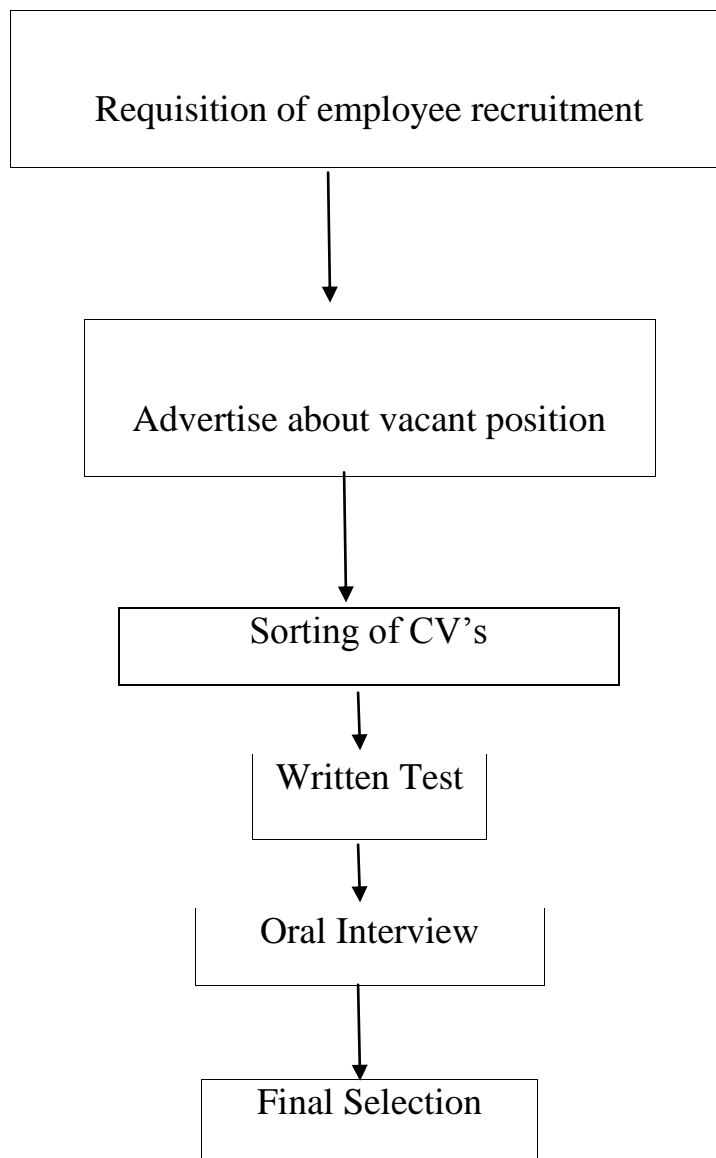 Requisition of employee recruitment
Advertise about vacant position
Sorting of CV’s
Written Test
Oral Interview
Final Selection